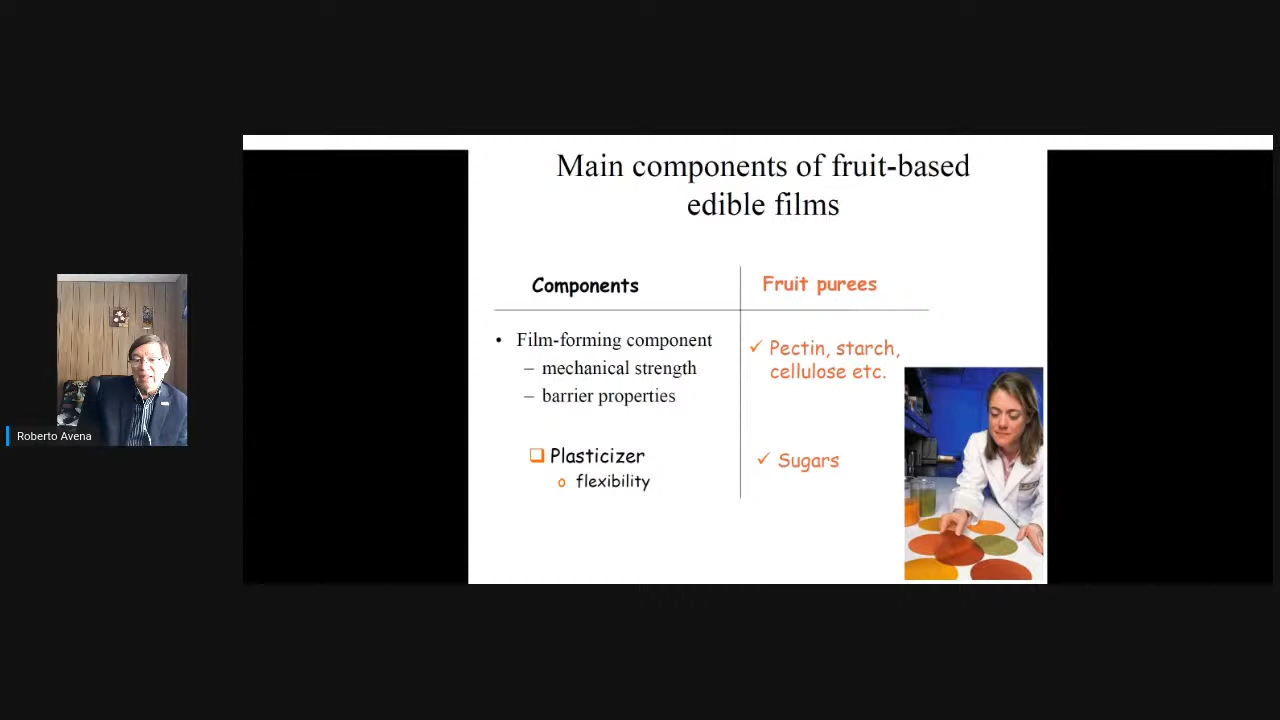 Main components of fruit-based
edible films
Components
Fruit purees
• Film-forming component
– mechanical strength
– barrier properties
✓ Pectin, starch,
cellulose etc.
❑ Plasticizer
o flexibility
✓ Sugars
Roberto Avena